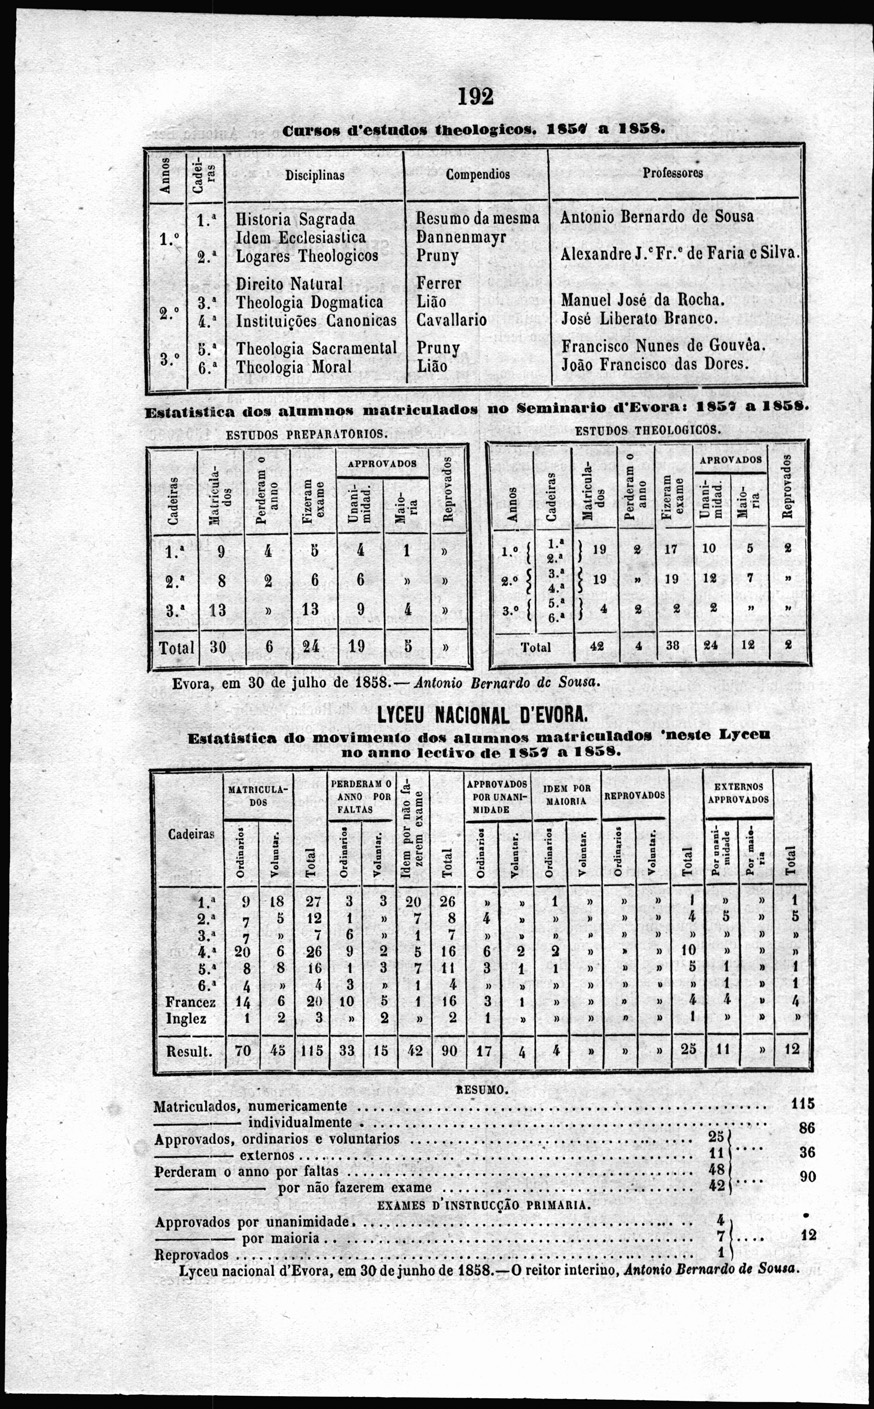 192
Cursos d'estudos theologicos. 1857 a 1858.
Annos Cadeiras Disciplinas Compendios Professores
1.º 1.ª Historia Sagrada Resumo da mesma Antonio Bernardo de Sousa
Idem Ecclesiastica Dannenmayr
2.ª Logares Theologicos Pruny Alexandre J.e Fr.º de Faria e Silva.
Direito Natural Ferrer
2.º 3.ª Theologia Dogmatica Lião Manuel José da Rocha.
4.ª Instituições Canonicas Cavallario José Liberato Branco.
3.º 5.ª Theologia Sacramental Pruny Francisco Nunes de Gouvêa.
6.ª Theologia Moral Lião João Francisco das Dores.
Estatistica dos alumnos matriculados no Seminario d'Evora: 1857 a 1858.
ESTUDOS PREPARATORIOS.
Cadeiras Matriculados Perderam o anno Fizeram exame APPROVADOS Unanimidad. Maioria Reprovados
1.ª 9 4 5 4 1 »
2.ª 8 2 6 6 » »
3.ª 13 » 13 9 4 »
Total 30 6 24 19 5 »
ESTUDOS THEOLOGICOS.
Annos Cadeiras Matriculados Perderam o anno Fizeram exame APPROVADOS Unanimidad. Maioria Reprovados
1.º { 1.ª 2.ª } 19 2 17 10 5 2
2.º { 3.ª 4.ª } 19 » 19 12 7 »
3.º { 5.ª 6.ª } 4 2 2 2 » »
Total 42 4 38 24 12 2
Evora, em 30 de julho de 1858.—Antonio Bernardo de Sousa.
LYCEU NACIONAL D'EVORA.
Estatistica do movimento dos alumnos matriculados 'neste Lyceu
no anno lectivo de 1857 a 1858.
Cadeiras MATRICULADOS Ordinarios Voluntar. Total PERDERAM O ANNO POR FALTAS Ordinarios Voluntar. Idem por não fazerem exame Total APPROVADOS POR UNANIMIDADE Ordinarios Voluntar. IDEM POR MAIORIA Ordinarios Voluntar. REPROVADOS Ordinarios Voluntar. Total EXTERNOS APPROVADOS Por unanimidade Por maioria Total
1.ª 9 18 27 3 3 20 26 » » 1 » » » 1 » » 1
2.ª 7 5 12 1 » 7 8 4 » » » » » 4 5 » 5
3.ª 7 » 7 6 » 1 7 » » » » » » » » » »
4.ª 20 6 26 9 2 5 16 6 2 2 » » » 10 » » »
5.ª 8 8 16 1 3 7 11 3 1 1 » » » 5 1 » 1
6.ª 4 » 4 3 » 1 4 » » » » » » » 1 » 1
Francez 14 6 20 10 5 1 16 3 1 » » » » 4 4 » 4
Inglez 1 2 3 » 2 » 2 1 » » » » » 1 » » »
Result. 70 45 115 33 15 42 90 17 4 4 » » » 25 11 » 12
RESUMO.
Matriculados, numericamente ........ 115
——— individualmente ........ 86
Approvados, ordinarios e voluntarios ........ 25 }
——— externos ........ 11 } .... 36
Perderam o anno por faltas ........ 48 }
——— por não fazerem exame ........ 42 } .... 90
EXAMES D'INSTRUCÇÃO PRIMARIA.
Approvados por unanimidade ........ 4 }
——— por maioria ........ 7 } .... 12
Reprovados ........ 1 }
Lyceu nacional d'Evora, em 30 de junho de 1858.—O reitor interino, Antonio Bernardo de Sousa.